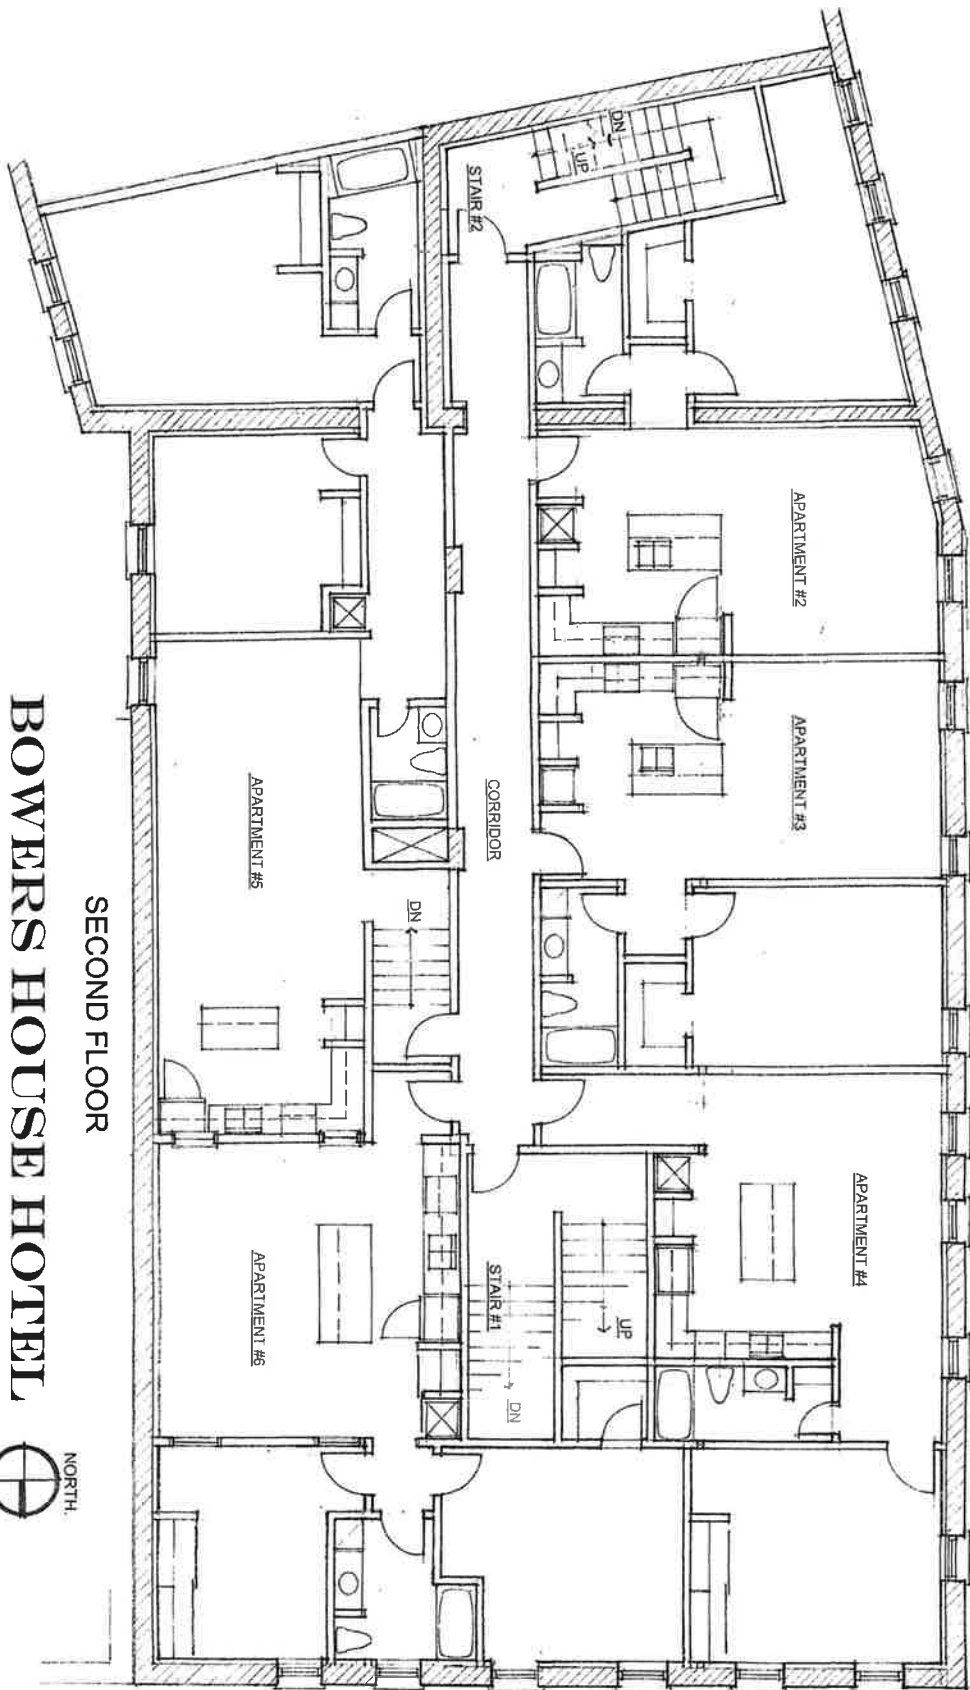 DN
UP
STAIR #2
APARTMENT #2
APARTMENT #3
CORRIDOR
APARTMENT #5
DN
APARTMENT #4
STAIR #1
UP
DN
APARTMENT #6
SECOND FLOOR
BOWERS HOUSE HOTEL
NORTH.